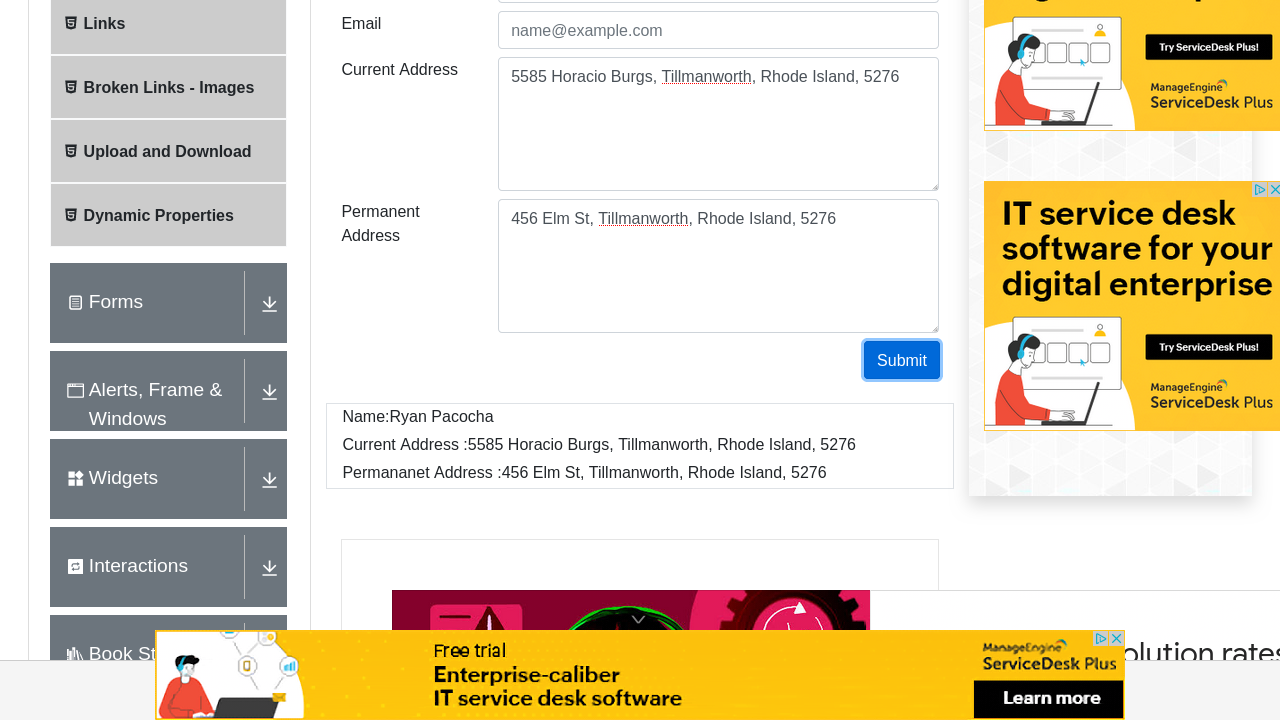 Links
Broken Links - Images
Upload and Download
Dynamic Properties
Forms
Alerts, Frame &
Windows
Widgets
Interactions
Book St
Email
name@example.com
Current Address
5585 Horacio Burgs, Tillmanworth, Rhode Island, 5276
Permanent
Address
456 Elm St, Tillmanworth, Rhode Island, 5276
Submit
Name:Ryan Pacocha
Current Address :5585 Horacio Burgs, Tillmanworth, Rhode Island, 5276
Permananet Address :456 Elm St, Tillmanworth, Rhode Island, 5276
Try ServiceDesk Plus!
ManageEngine
ServiceDesk Plus
IT service desk
software for your
digital enterprise
Try ServiceDesk Plus!
ManageEngine
ServiceDesk Plus
olution rates
Free trial
Enterprise-caliber
IT service desk software
ManageEngine
ServiceDesk Plus
Learn more